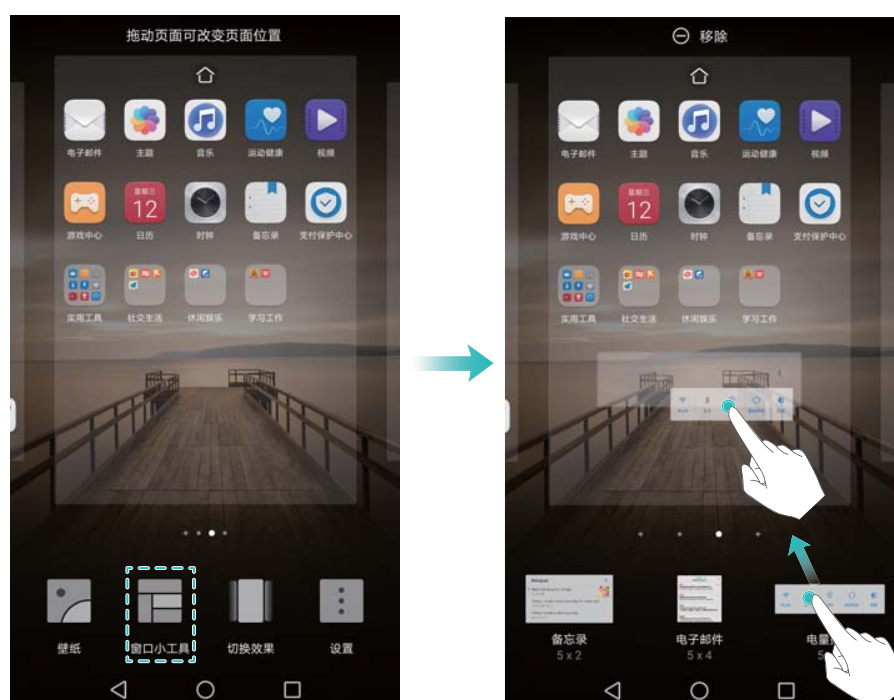 拖动页面可改变页面位置
电子邮件
主题
音乐
运动健康
视频
星期三
12
游戏中心
日历
时钟
备忘录
支付保护中心
实用工具
社交生活
休闲娱乐
学习工作
壁纸
窗口小工具
切换效果
设置
移除
电子邮件
主题
音乐
运动健康
视频
星期三
12
游戏中心
日历
时钟
备忘录
支付保护中心
实用工具
社交生活
休闲娱乐
学习工作
备忘录
5 x 2
电子邮件
5 x 4
电量
5